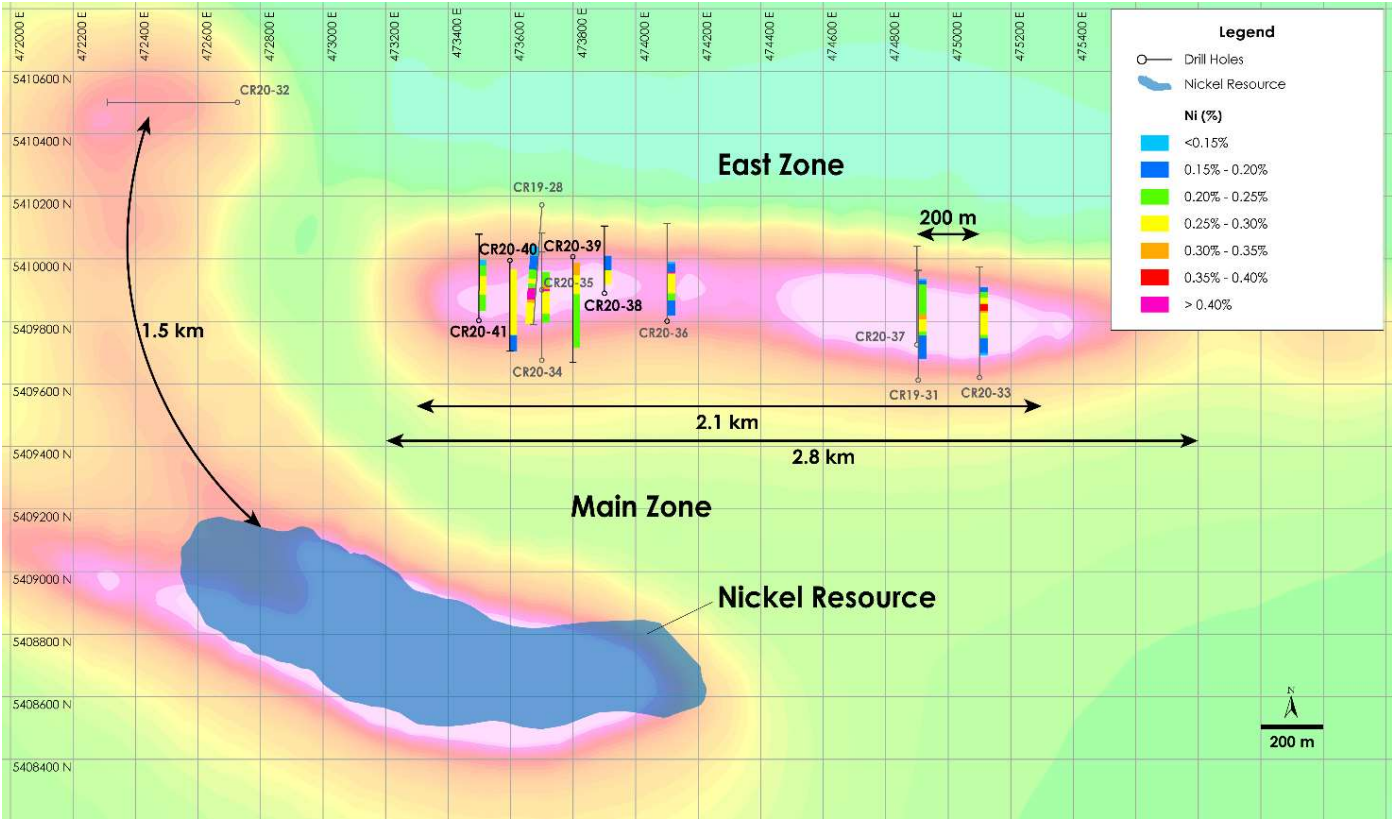 472000 E
472200 E
472400 E
472600 E
472800 E
473000 E
473200 E
473400 E
473600 E
473800 E
474000 E
474200 E
474400 E
474600 E
474800 E
475000 E
475200 E
475400 E
Legend
Drill Holes
Nickel Resource
Ni (%)
<0.15%
0.15% - 0.20%
0.20% - 0.25%
0.25% - 0.30%
0.30% - 0.35%
0.35% - 0.40%
> 0.40%
5410600 N
CR20-32
5410400 N
East Zone
CR19-28
5410200 N
200 m
CR20-40
CR20-39
5410000 N
CR20-35
CR20-38
5409800 N
CR20-41
CR20-36
CR20-37
1.5 km
CR20-34
5409600 N
CR19-31
CR20-33
2.1 km
5409400 N
2.8 km
Main Zone
5409200 N
5409000 N
Nickel Resource
5408800 N
5408600 N
N
200 m
5408400 N